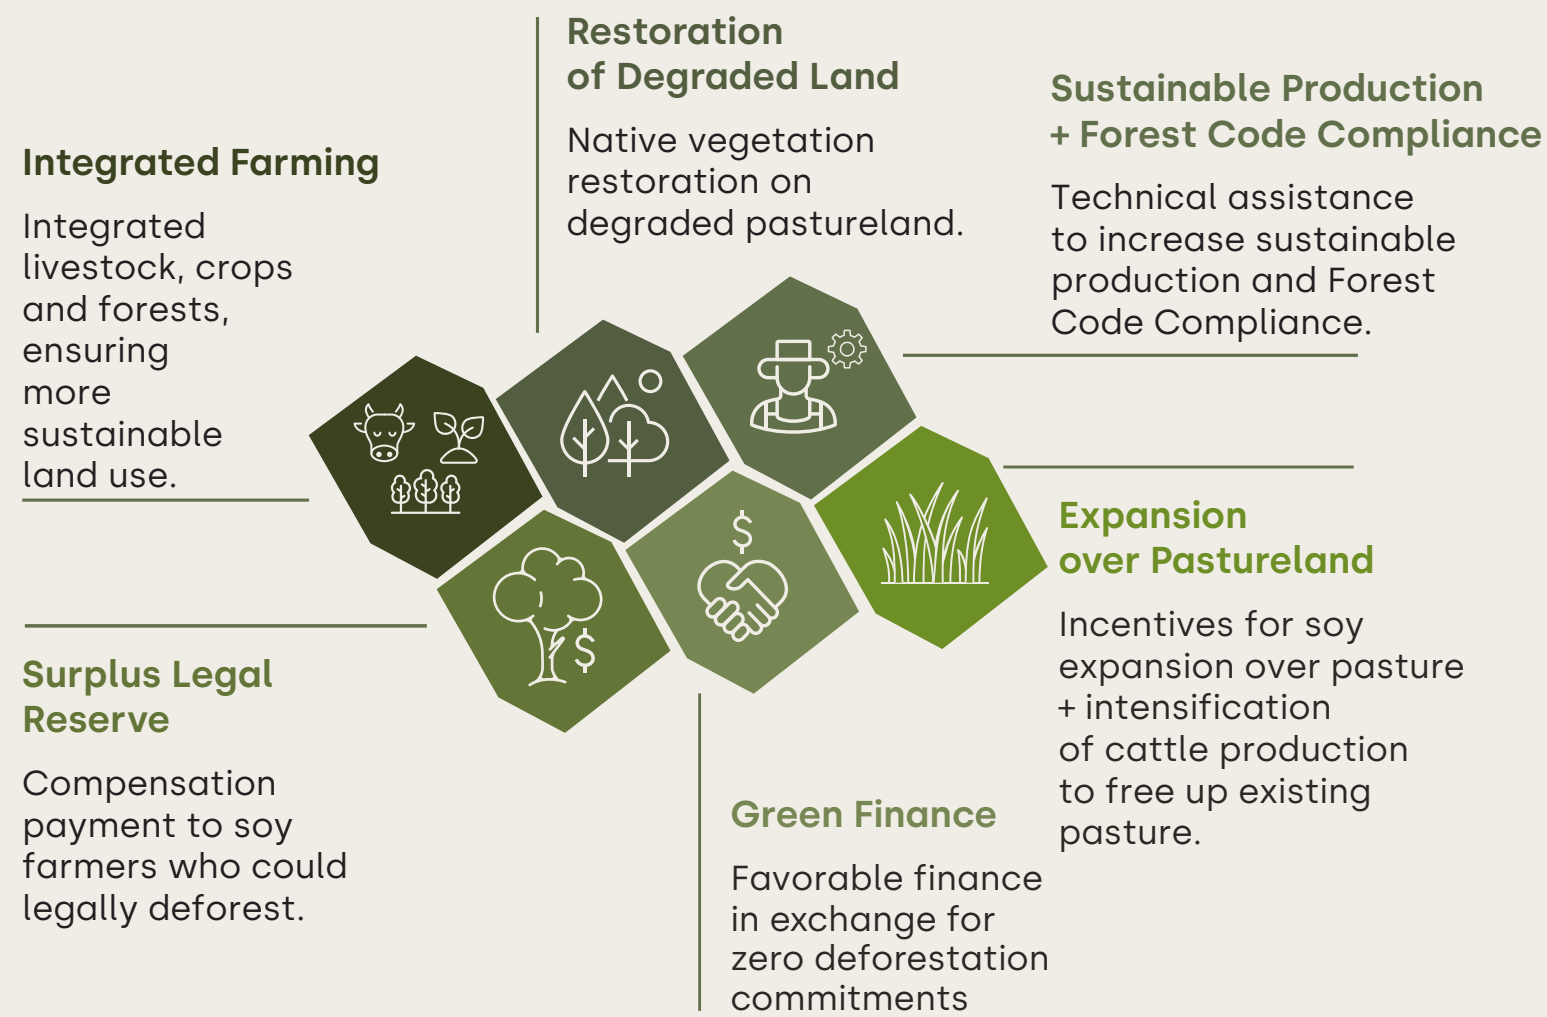 Restoration
of Degraded Land
Native vegetation
restoration on
degraded pastureland.
Sustainable Production
+ Forest Code Compliance
Technical assistance
to increase sustainable
production and Forest
Code Compliance.
Integrated Farming
Integrated
livestock, crops
and forests,
ensuring
more
sustainable
land use.
$
$
Expansion
over Pastureland
Incentives for soy
expansion over pasture
+ intensification
of cattle production
to free up existing
pasture.
Surplus Legal
Reserve
Compensation
payment to soy
farmers who could
legally deforest.
Green Finance
Favorable finance
in exchange for
zero deforestation
commitments